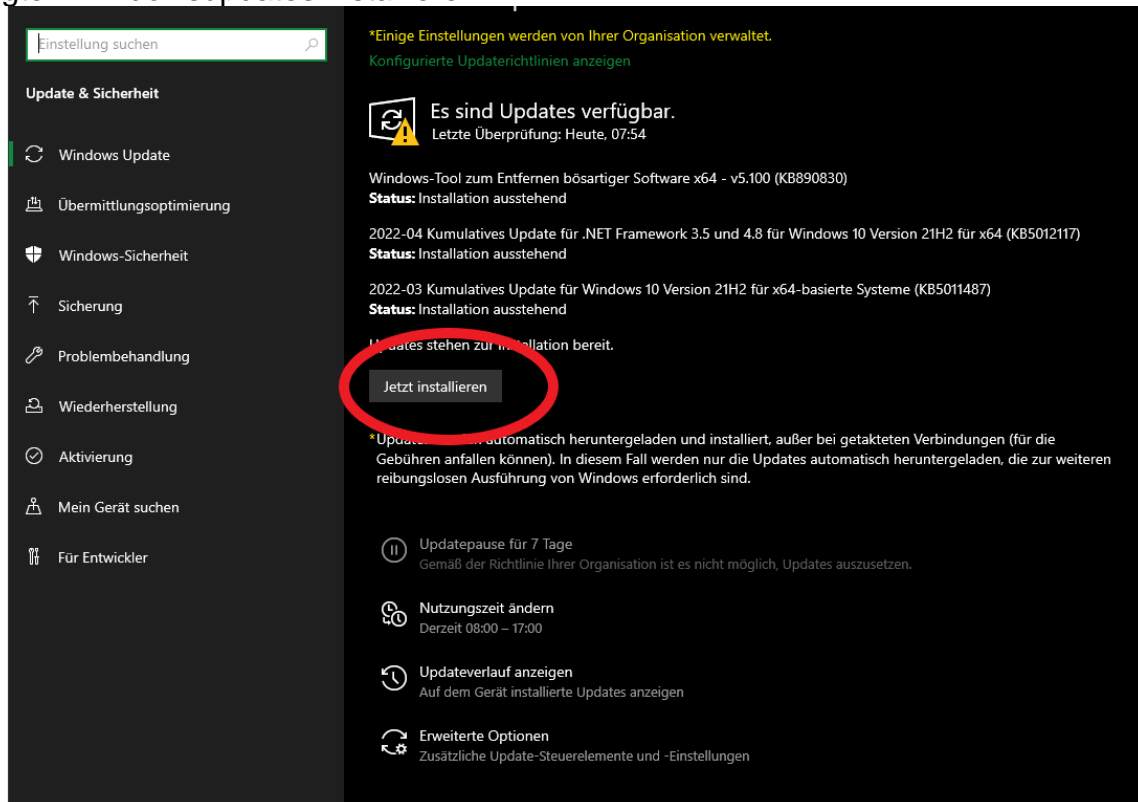 Einstellung suchen
Update & Sicherheit
Windows Update
Übermittlungsoptimierung
Windows-Sicherheit
Sicherung
Problembehandlung
Wiederherstellung
Aktivierung
Mein Gerät suchen
Für Entwickler
*Einige Einstellungen werden von Ihrer Organisation verwaltet.
Konfigurierte Updaterichtlinien anzeigen
Es sind Updates verfügbar.
Letzte Überprüfung: Heute, 07:54
Windows-Tool zum Entfernen bösartiger Software x64 - v5.100 (KB890830)
Status: Installation ausstehend
2022-04 Kumulatives Update für .NET Framework 3.5 und 4.8 für Windows 10 Version 21H2 für x64 (KB5012117)
Status: Installation ausstehend
2022-03 Kumulatives Update für Windows 10 Version 21H2 für x64-basierte Systeme (KB5011487)
Status: Installation ausstehend
Updates stehen zur Installation bereit.
Jetzt installieren
*Updates automatisch heruntergeladen und installiert, außer bei getakteten Verbindungen (für die
Gebühren anfallen können). In diesem Fall werden nur die Updates automatisch heruntergeladen, die zur weiteren
reibungslosen Ausführung von Windows erforderlich sind.
Updatepause für 7 Tage
Gemäß der Richtlinie Ihrer Organisation ist es nicht möglich, Updates auszusetzen.
Nutzungszeit ändern
Derzeit 08:00 – 17:00
Updateverlauf anzeigen
Auf dem Gerät installierte Updates anzeigen
Erweiterte Optionen
Zusätzliche Update-Steuerelemente und -Einstellungen